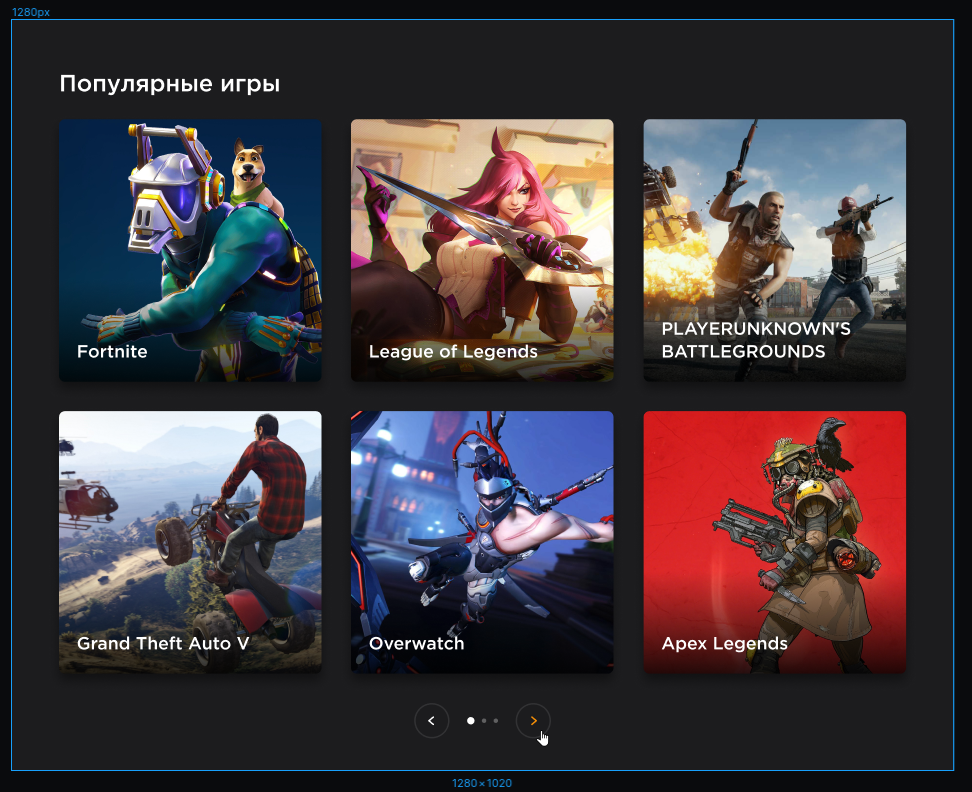 1280px
Популярные игры
Fortnite
League of Legends
PLAYERUNKNOWN'S
BATTLEGROUNDS
Grand Theft Auto V
Overwatch
Apex Legends
1280×1020